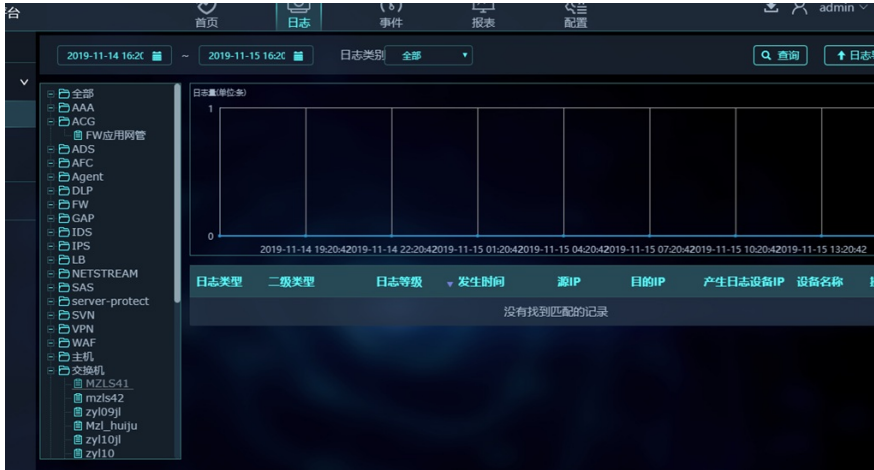 台
首页
日志
事件
报表
配置
admin
2019-11-14 16:20
~
2019-11-15 16:20
日志类别
全部
查询
日志
全部
AAA
ACG
FW应用网管
ADS
AFC
Agent
DLP
FW
GAP
IDS
IPS
LB
NETSTREAM
SAS
server-protect
SVN
VPN
WAF
主机
交换机
MZLS41
mzls42
zyl09jl
Mzl_huiju
zyl10jl
zyl10
日志量(单位:条)
1
0
2019-11-14 19:20:42
2019-11-14 22:20:42
2019-11-15 01:20:42
2019-11-15 04:20:42
2019-11-15 07:20:42
2019-11-15 10:20:42
2019-11-15 13:20:42
日志类型 二级类型 日志等级 发生时间 源IP 目的IP 产生日志设备IP 设备名称
没有找到匹配的记录